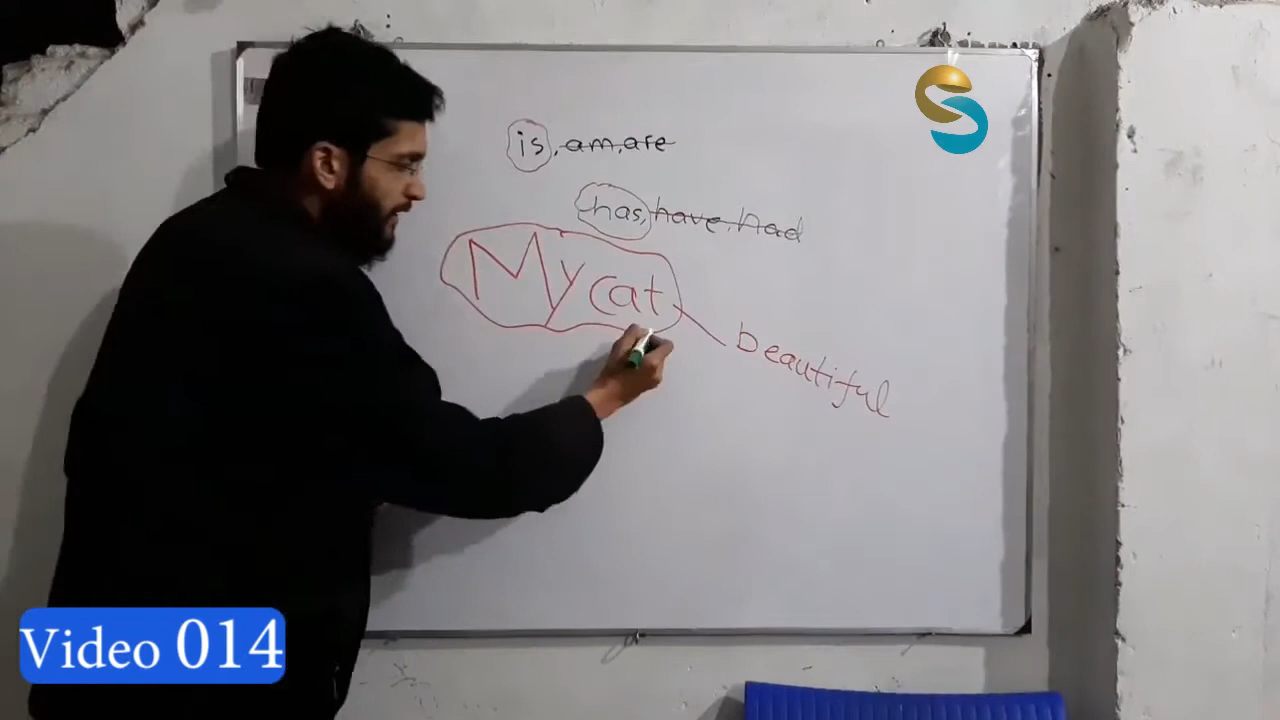 is, am, are
has, have, had
My cat
beautiful
Video 014